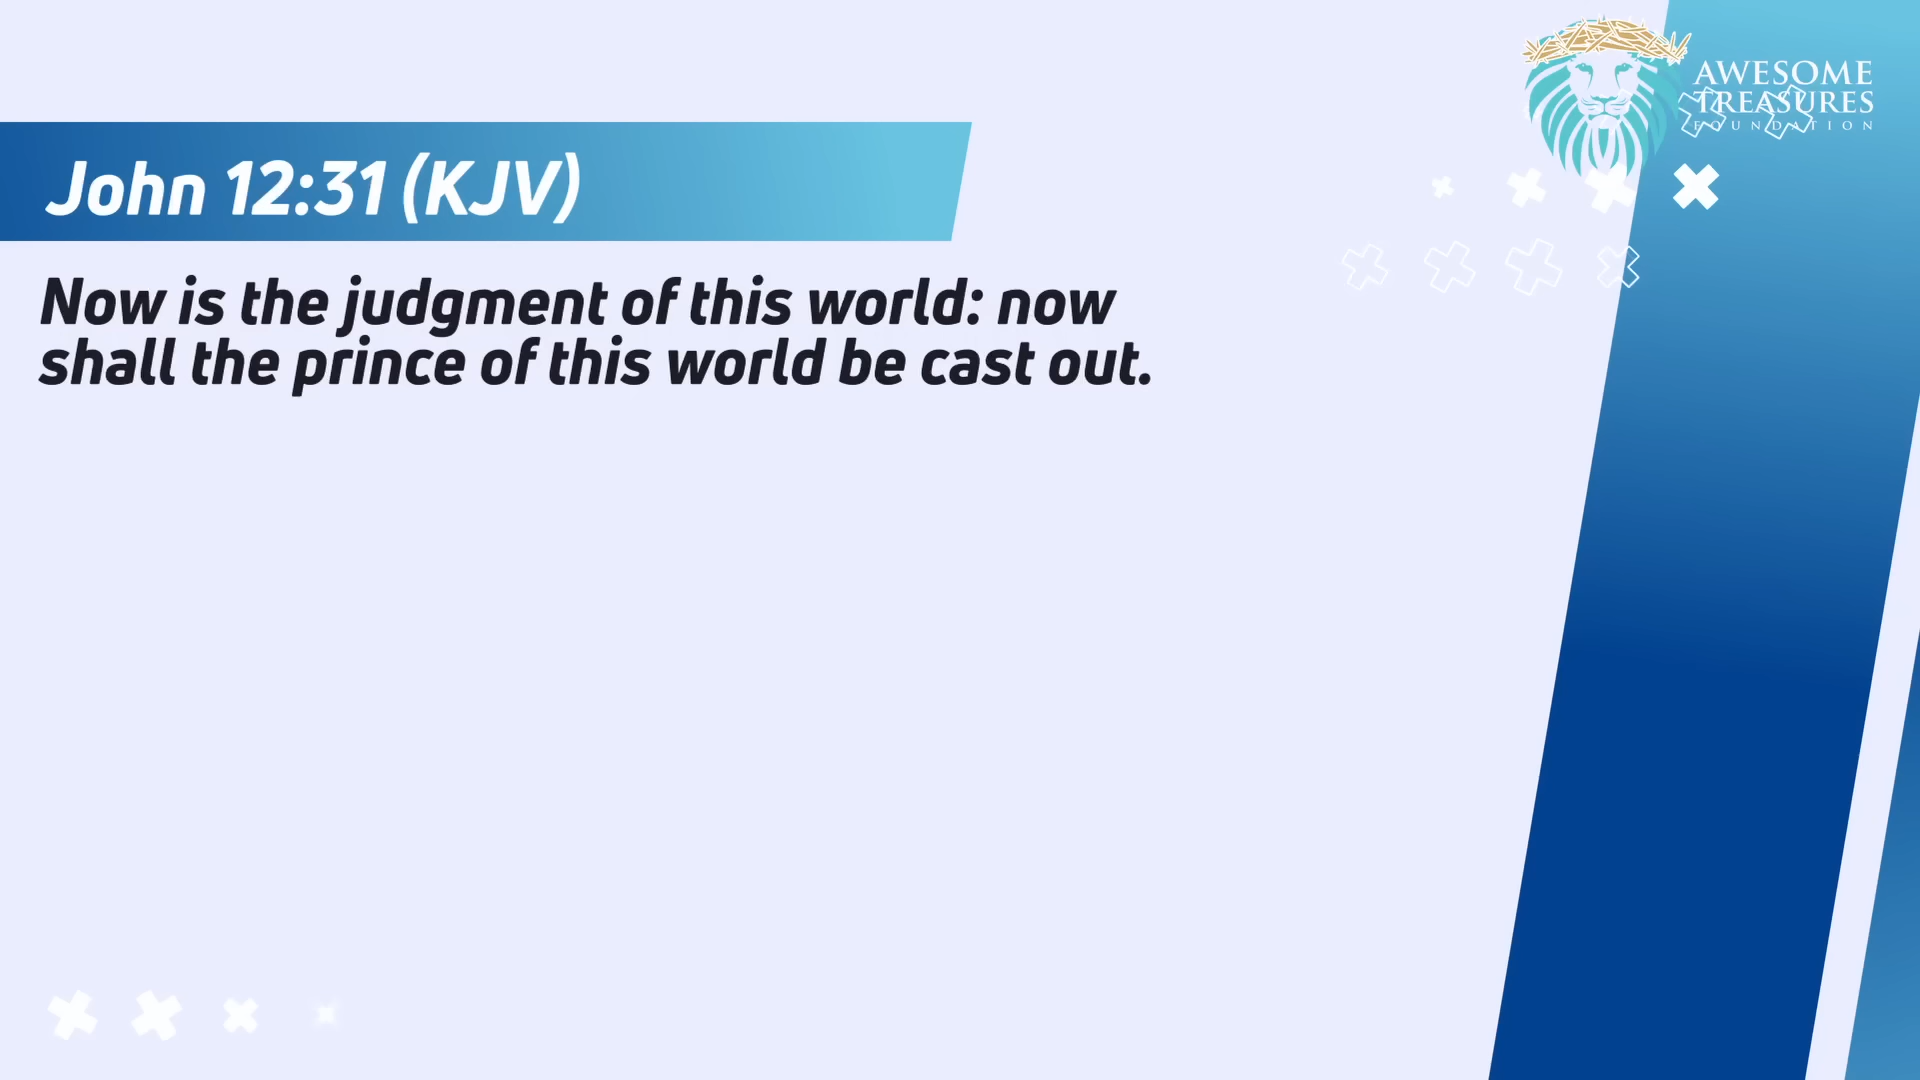 AWESOME
TREASURES
FOUNDATION
John 12:31 (KJV)
Now is the judgment of this world: now
shall the prince of this world be cast out.